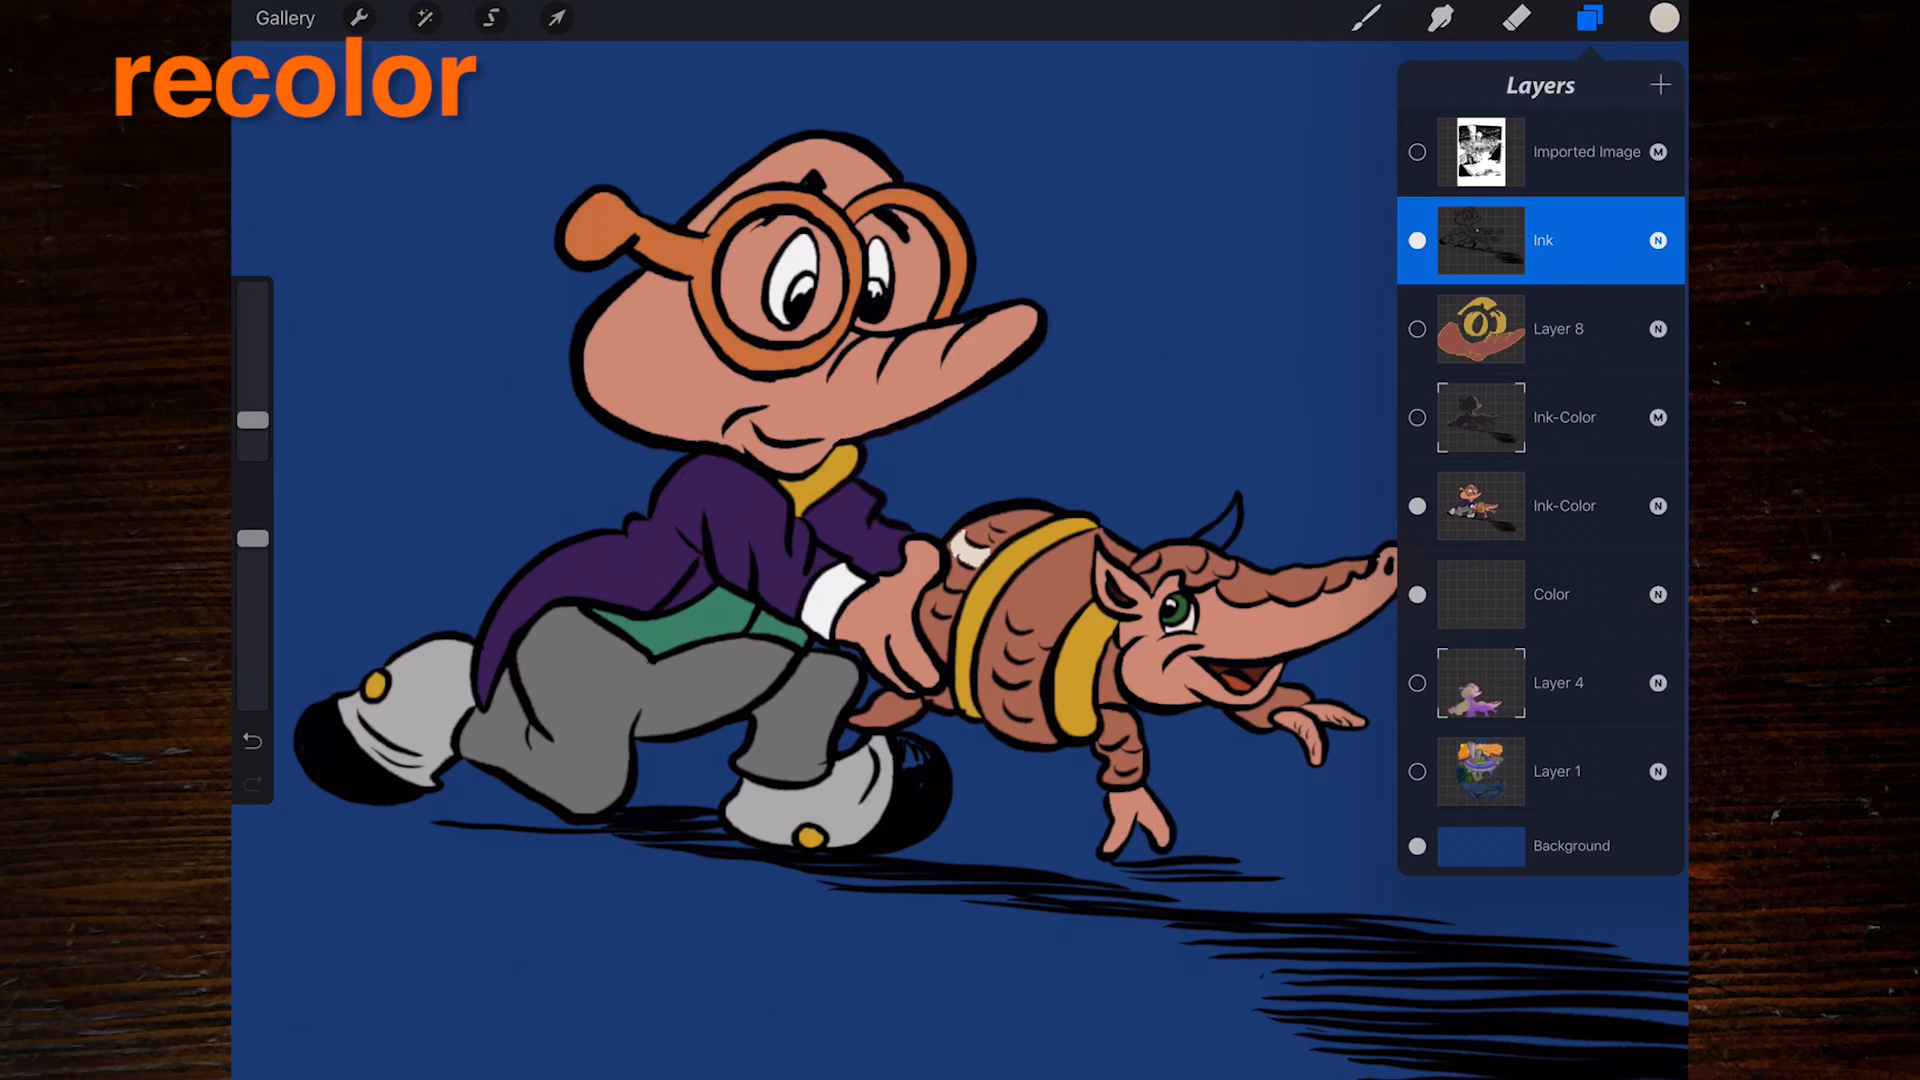 Gallery
recolor
Layers
Imported Image M
Ink N
Layer 8 N
Ink-Color M
Ink-Color N
Color N
Layer 4 N
Layer 1 N
Background